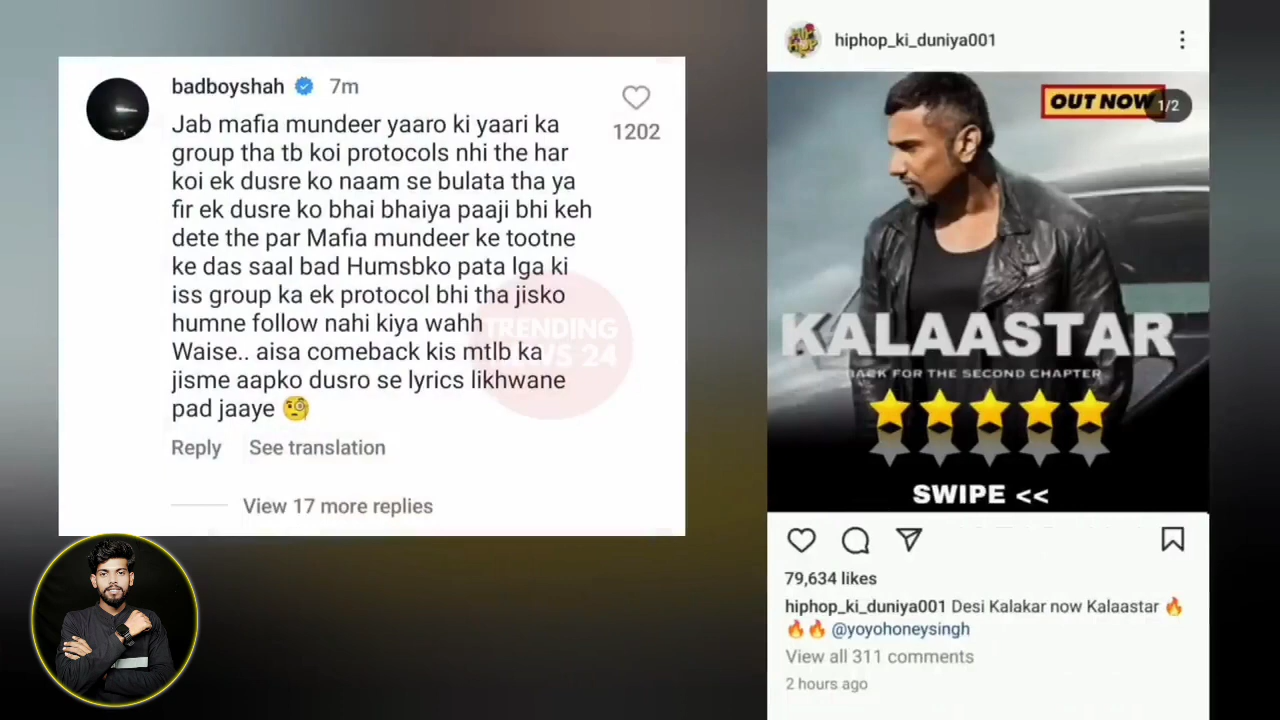 badboyshah 7m
Jab mafia mundeer yaaro ki yaari ka
group tha tb koi protocols nhi the har
koi ek dusre ko naam se bulata tha ya
fir ek dusre ko bhai bhaiya paaji bhi keh
dete the par Mafia mundeer ke tootne
ke das saal bad Humsbko pata lga ki
iss group ka ek protocol bhi tha jisko
humne follow nahi kiya wahh
Waise.. aisa comeback kis mtlb ka
jisme aapko dusro se lyrics likhwane
pad jaaye
1202
Reply See translation
View 17 more replies
TRENDING
NEWS 24
HIP
HOP
hiphop_ki_duniya001
OUT NOW
1/2
KALAASTAR
BACK FOR THE SECOND CHAPTER
SWIPE <<
79,634 likes
hiphop_ki_duniya001 Desi Kalakar now Kalaastar 🔥
🔥🔥 @yoyohoneysingh
View all 311 comments
2 hours ago